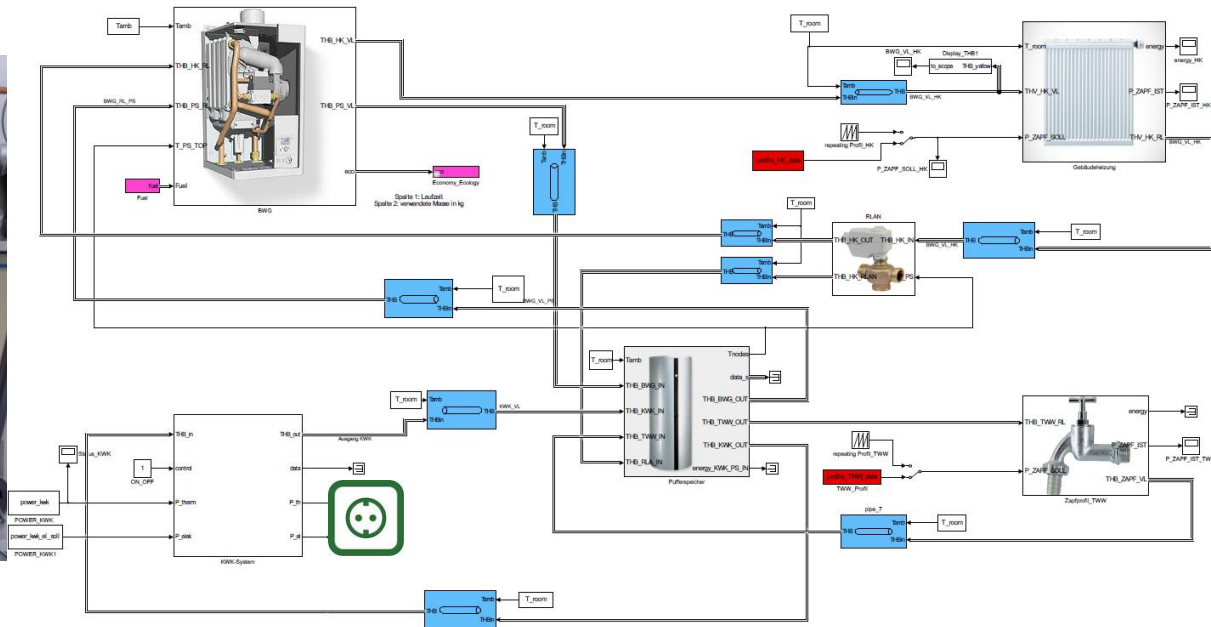 Tamb
Tamb
THB_HK_RL
THB_PS_RL
T_PS_TOP
Fuel
THB_HK_VL
THB_PS_VL
eco
BWG
BWG_RL_PS
fuel
Fuel
Economy_Ecology
Spalte 1: Laufzeit
Spalte 2: verwendete Masse in kg
T_room
Tamb
THBin
THB
T_room
BWG_VL_HK
Display_THB1
to_scope
THB_yellow
Tamb
THBin
THB
BWG_VL_HK
repeating Profil_HK
P_ZAPF_SOLL_HK
T_room
THV_HK_VL
P_ZAPF_SOLL
energy
P_ZAPF_IST
THV_HK_RL
energy_HK
P_ZAPF_IST_HK
BWG_VL_HK
Gebäudeheizung
T_room
Tamb
THBin
THB
Tamb
THBin
THB
RLAN
THB_HK_OUT
THB_HK_IN
THB_HK_RLAN
PS
BWG_VL_HK
Tamb
THBin
THB
T_room
Tamb
THBin
THB
T_room
BWG_VL_PS
T_room
Tamb
THB_BWG_IN
THB_KWK_IN
THB_TWW_IN
THB_RLA_IN
Tnodes
data_s
THB_BWG_OUT
THB_TWW_OUT
THB_KWK_OUT
energy_KWK_PS_IN
Pufferspeicher
T_room
Tamb
THBin
THB
KWK_VL
Ausgang KWK
Status_KWK
1
ON_OFF
power_kwk
POWER_KWK
power_kwk_el_soll
POWER_KWK1
THB_in
control
P_therm
P_elek
THB_out
data
P_th
P_el
KWK-System
repeating Profil_TWW
TWW_Profil
THB_TWW_RL
P_ZAPF_SOLL
energy
P_ZAPF_IST
THB_ZAPF_VL
P_ZAPF_IST_TW
Zapfprofil_TWW
pipe_7
Tamb
THBin
THB
T_room
Tamb
THBin
THB
T_room